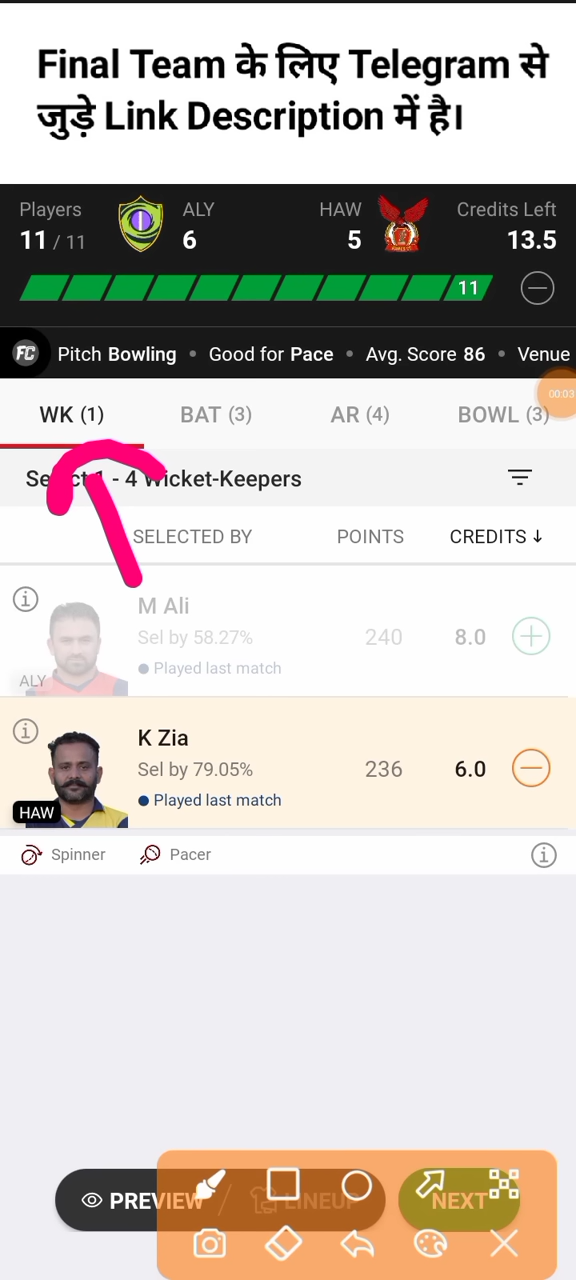 Final Team के लिए Telegram से
जुड़े Link Description में है।
Players ALY HAW Credits Left
11 / 11 6 5 13.5
11
FC Pitch Bowling • Good for Pace • Avg. Score 86 • Venue
00:03
WK (1) BAT (3) AR (4) BOWL (3)
Select 1 - 4 Wicket-Keepers
SELECTED BY POINTS CREDITS ↓
M Ali
Sel by 58.27% 240 8.0
Played last match
ALY
K Zia
Sel by 79.05% 236 6.0
Played last match
HAW
Spinner Pacer
PREVIEW / LINEUP NEXT